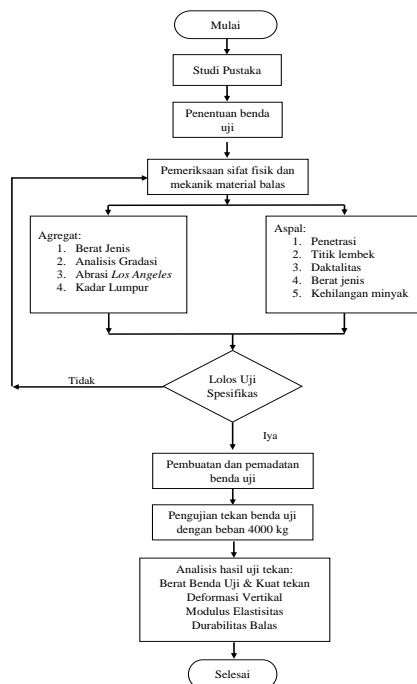 Mulai
Studi Pustaka
Penentuan benda
uji
Pemeriksaan sifat fisik dan
mekanik material balas
Agregat:
1. Berat Jenis
2. Analisis Gradasi
3. Abrasi Los Angeles
4. Kadar Lumpur
Aspal:
1. Penetrasi
2. Titik lembek
3. Daktalitas
4. Berat jenis
5. Kehilangan minyak
Lolos Uji
Spesifikas
Tidak
Iya
Pembuatan dan pemadatan
benda uji
Pengujian tekan benda uji
dengan beban 4000 kg
Analisis hasil uji tekan:
Berat Benda Uji & Kuat tekan
Deformasi Vertikal
Modulus Elastisitas
Durabilitas Balas
Selesai